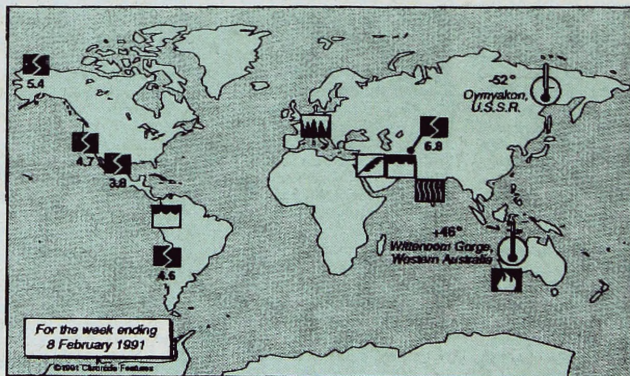 5.4
-52°
Oymyakon,
U.S.S.R.
6.8
4.7
3.8
+46°
Wittenoom Gorge,
Western Australia
4.6
For the week ending
8 February 1991
©1991 Chronicle Features